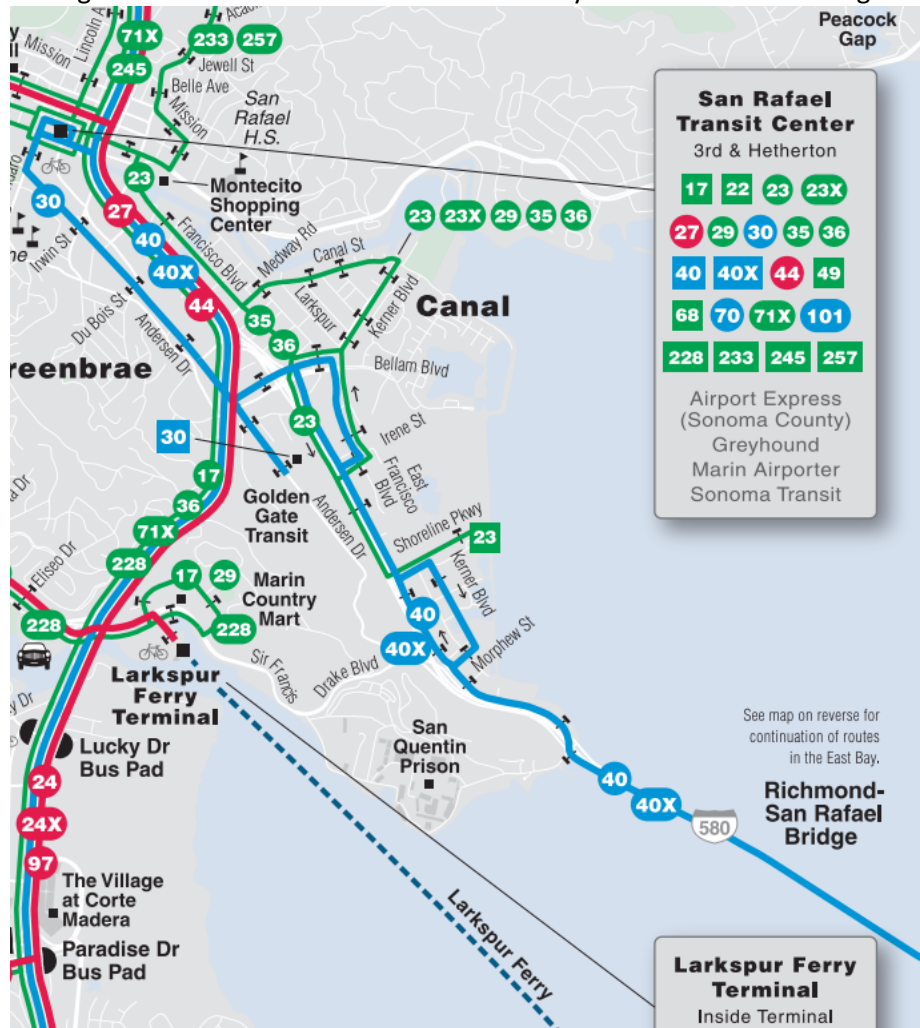 Peacock
Gap
Mission
Lincoln A
71X
233 257
Jewell St
245
Belle Ave
Mission
San
Rafael
H.S.
23
Montecito
Shopping
Center
30
27
Irwin St
40
Francisco Blvd
40X
44
Medway Rd
Canal St
23 23X 29 35 36
Larkspur
Kerner Blvd
Canal
Du Bois St
Andersen Dr
35
36
reenbrae
Bellam Blvd
23
Irene St
30
East
Francisco
Blvd
17
Golden
Gate
Transit
36
Andersen Dr
71X
Shoreline Pkwy
23
Kerner Blvd
228
Eliseo Dr
17 29
Marin
Country
Mart
228
228
40
40X
Morphew St
Sir Francis
Drake Blvd
Larkspur
Ferry
Terminal
San
Quentin
Prison
Lucky Dr
Bus Pad
24
24X
97
The Village
at Corte
Madera
Paradise Dr
Bus Pad
Larkspur Ferry
40
40X
580
See map on reverse for
continuation of routes
in the East Bay.
Richmond-
San Rafael
Bridge
San Rafael
Transit Center
3rd & Hetherton
17 22 23 23X
27 29 30 35 36
40 40X 44 49
68 70 71X 101
228 233 245 257
Airport Express
(Sonoma County)
Greyhound
Marin Airporter
Sonoma Transit
Larkspur Ferry
Terminal
Inside Terminal